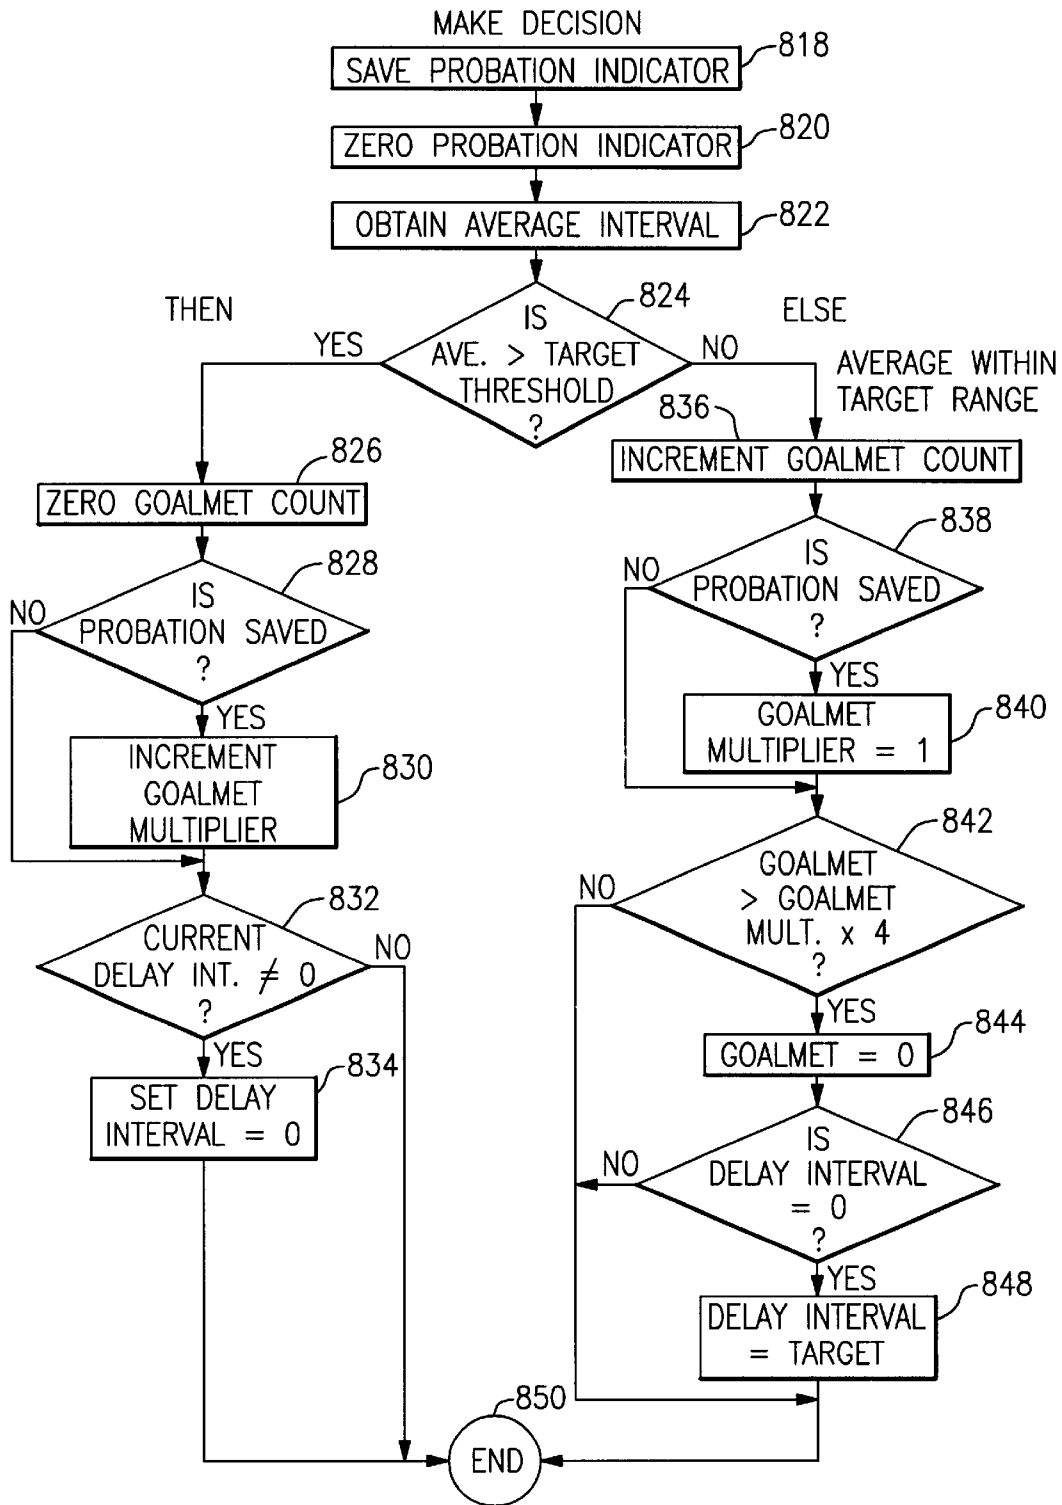 MAKE DECISION
SAVE PROBATION INDICATOR
818
ZERO PROBATION INDICATOR
820
OBTAIN AVERAGE INTERVAL
822
824
IS
AVE. > TARGET
THRESHOLD
?
THEN
YES
NO
ELSE
AVERAGE WITHIN
TARGET RANGE
826
ZERO GOALMET COUNT
828
IS
PROBATION SAVED
?
NO
YES
INCREMENT
GOALMET
MULTIPLIER
830
832
CURRENT
DELAY INT. ≠ 0
?
NO
YES
834
SET DELAY
INTERVAL = 0
836
INCREMENT GOALMET COUNT
838
IS
PROBATION SAVED
?
NO
YES
GOALMET
MULTIPLIER = 1
840
842
GOALMET
> GOALMET
MULT. x 4
?
NO
YES
844
GOALMET = 0
846
IS
DELAY INTERVAL
= 0
?
NO
YES
848
DELAY INTERVAL
= TARGET
850
END